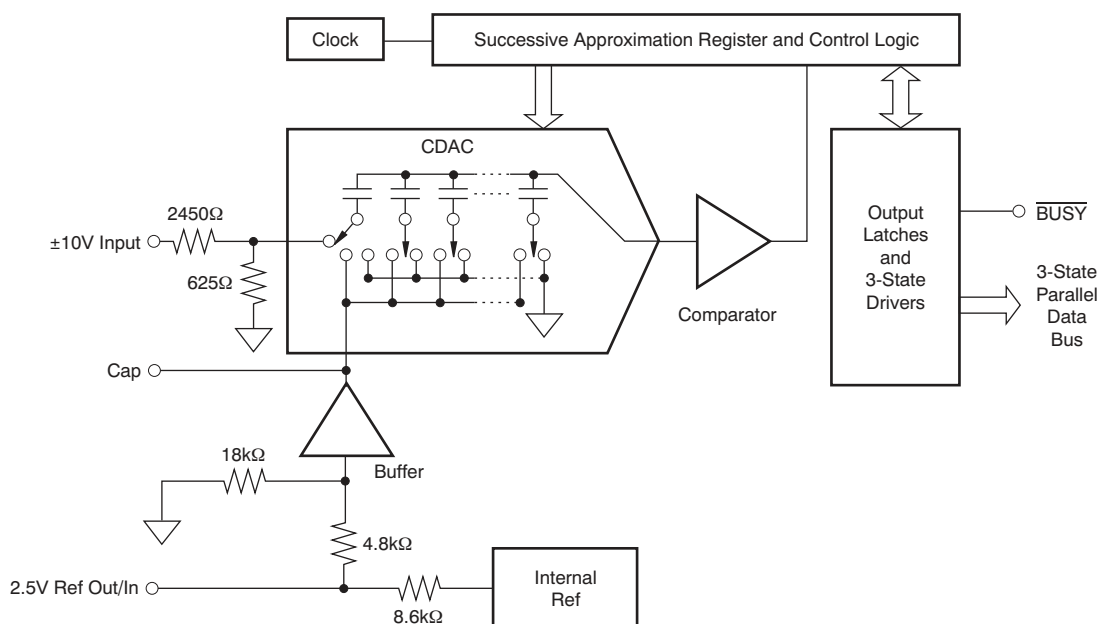 Clock
Successive Approximation Register and Control Logic
CDAC
2450Ω
±10V Input
625Ω
Comparator
Output
Latches
and
3-State
Drivers
BUSY
3-State
Parallel
Data
Bus
Cap
Buffer
18kΩ
4.8kΩ
2.5V Ref Out/In
8.6kΩ
Internal
Ref